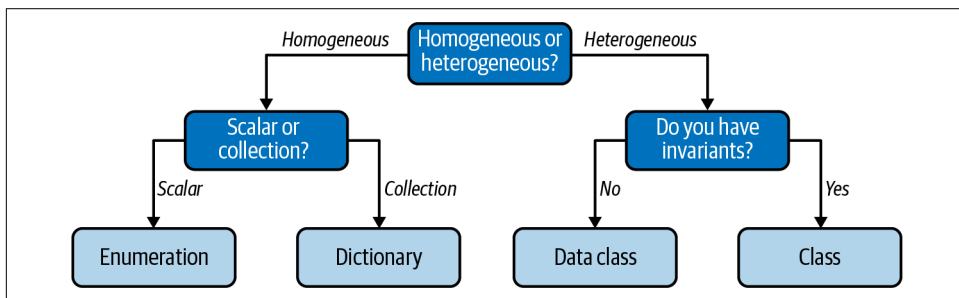 Homogeneous
Homogeneous or
heterogeneous?
Heterogeneous
Scalar or
collection?
Do you have
invariants?
Scalar
Collection
No
Yes
Enumeration
Dictionary
Data class
Class